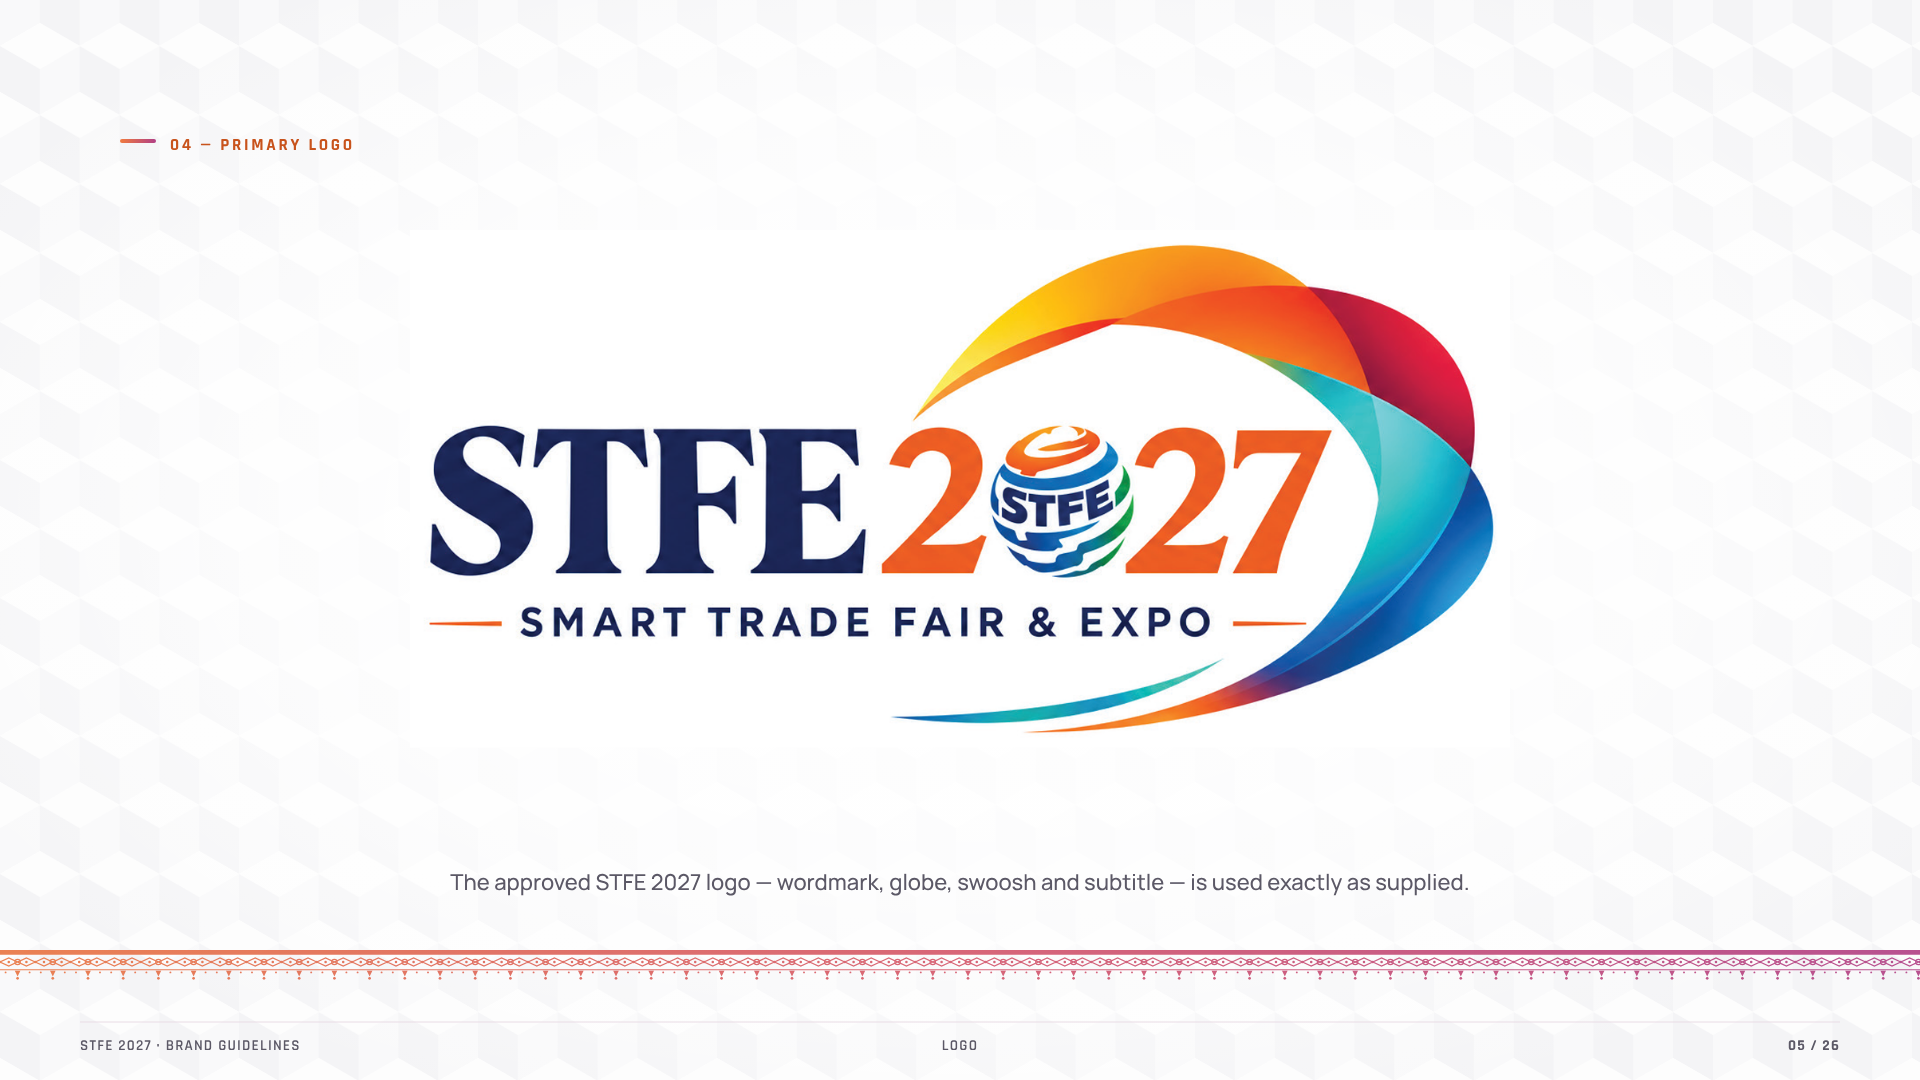 04 — PRIMARY LOGO
STFE 2027
STFE
— SMART TRADE FAIR & EXPO —
The approved STFE 2027 logo — wordmark, globe, swoosh and subtitle — is used exactly as supplied.
STFE 2027 · BRAND GUIDELINES
LOGO
05 / 26